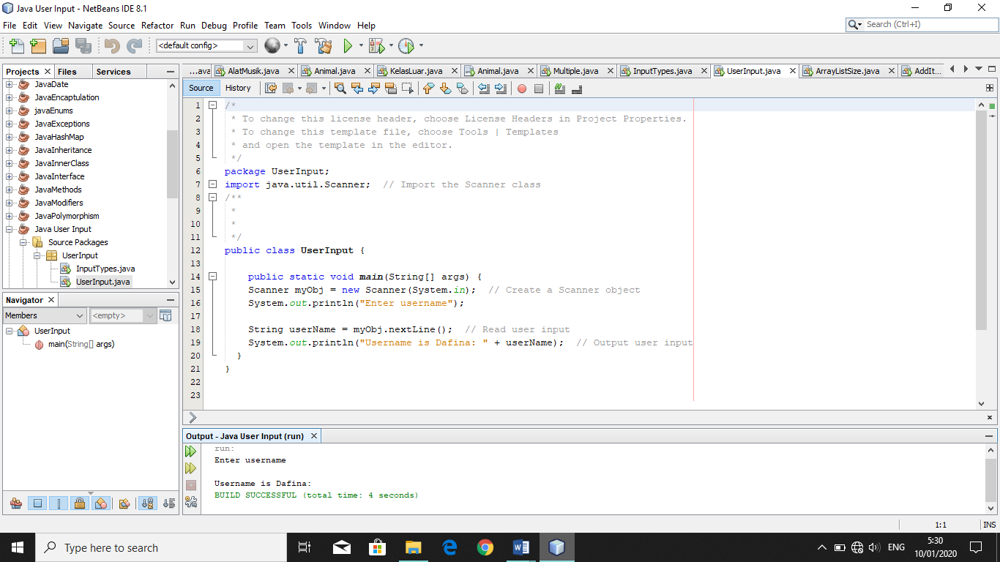 Java User Input - NetBeans IDE 8.1
File Edit View Navigate Source Refactor Run Debug Profile Team Tools Window Help
Search (Ctrl+I)
<default config>
Projects Files Services
...ava AlatMusik.java Animal.java KelasLuar.java Animal.java Multiple.java InputTypes.java UserInput.java ArrayListSize.java AddIt...
Source History
JavaDate
JavaEncaptulation
javaEnums
JavaExceptions
JavaHashMap
JavaInheritance
JavaInnerClass
JavaInterface
JavaMethods
JavaModifiers
JavaPolymorphism
Java User Input
Source Packages
UserInput
InputTypes.java
UserInput.java
Navigator
Members <empty>
UserInput
main(String[] args)
1 /*
2 * To change this license header, choose License Headers in Project Properties.
3 * To change this template file, choose Tools | Templates
4 * and open the template in the editor.
5 */
6 package UserInput;
7 import java.util.Scanner; // Import the Scanner class
8 /**
9 *
10 *
11 */
12 public class UserInput {
13
14 public static void main(String[] args) {
15 Scanner myObj = new Scanner(System.in); // Create a Scanner object
16 System.out.println("Enter username");
17
18 String userName = myObj.nextLine(); // Read user input
19 System.out.println("Username is Dafina: " + userName); // Output user input
20 }
21 }
22
23
Output - Java User Input (run)
run:
Enter username
Username is Dafina:
BUILD SUCCESSFUL (total time: 4 seconds)
1:1 INS
Type here to search
ENG
5:30
10/01/2020